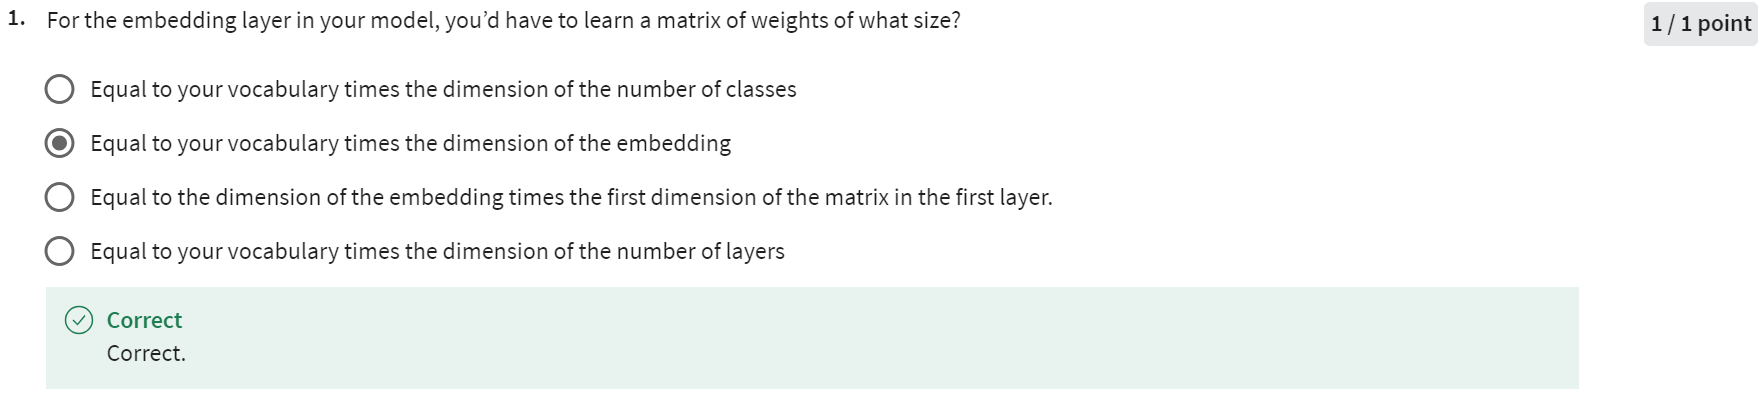 1. For the embedding layer in your model, you’d have to learn a matrix of weights of what size?
1 / 1 point
Equal to your vocabulary times the dimension of the number of classes
Equal to your vocabulary times the dimension of the embedding
Equal to the dimension of the embedding times the first dimension of the matrix in the first layer.
Equal to your vocabulary times the dimension of the number of layers
Correct
Correct.